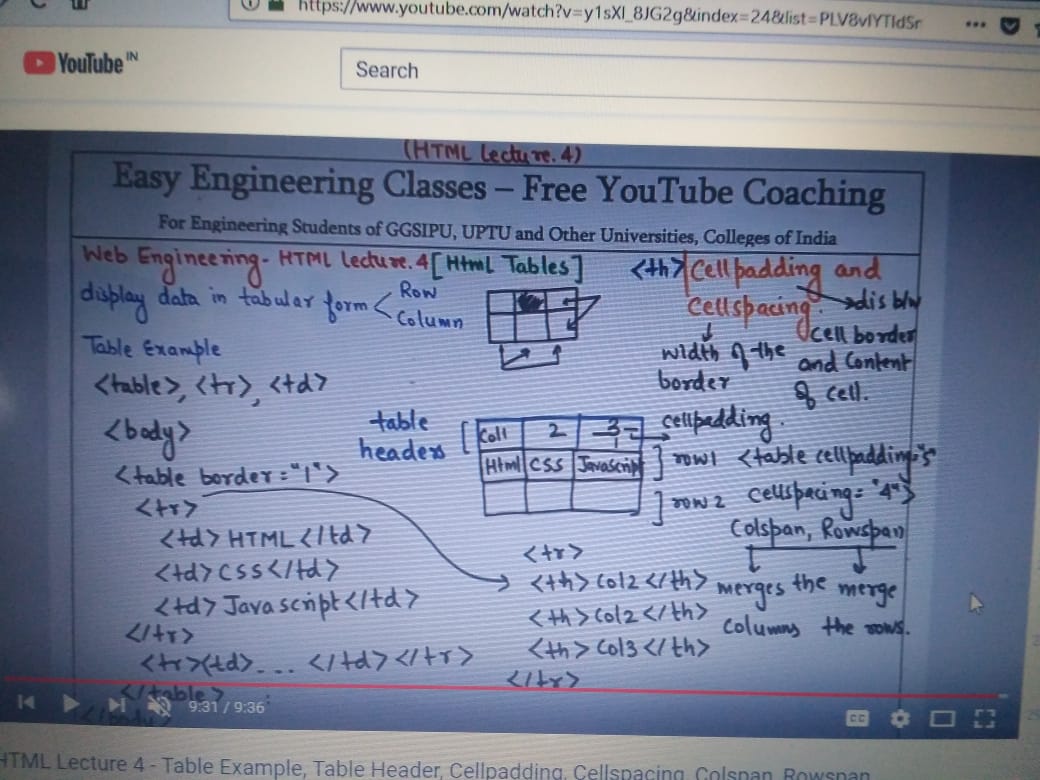 https://www.youtube.com/watch?v=y1sXI_8JG2g&index=24&list=PLV8vIYTIdSr
YouTube IN
Search
(HTML Lecture. 4)
Easy Engineering Classes – Free YouTube Coaching
For Engineering Students of GGSIPU, UPTU and Other Universities, Colleges of India
Web Engineering- HTML Lecture. 4 [Html Tables]
display data in tabular form < Row
Column
Table Example
<table>, <tr>, <td>
<body>
<table border="1">
<tr>
<td> HTML </td>
<td> CSS </td>
<td> Javascript </td>
</tr>
<tr><td>... </td></tr>
</table>
table
headers
Col1 2 3
Html CSS Javascript
row1
row2
<tr>
<th> Col2 </th>
<th> Col2 </th>
<th> Col3 </th>
</tr>
<th> Cellpadding and
Cellspacing.
dis b/w
cell border
and Content
of cell.
width of the
border
cellpadding.
<table cellpadding="5"
cellspacing="4">
Colspan, Rowspan
merges the
Columns
merge
the rows.
9:31 / 9:36
CC
HTML Lecture 4 - Table Example, Table Header, Cellpadding, Cellspacing, Colspan, Rowspan